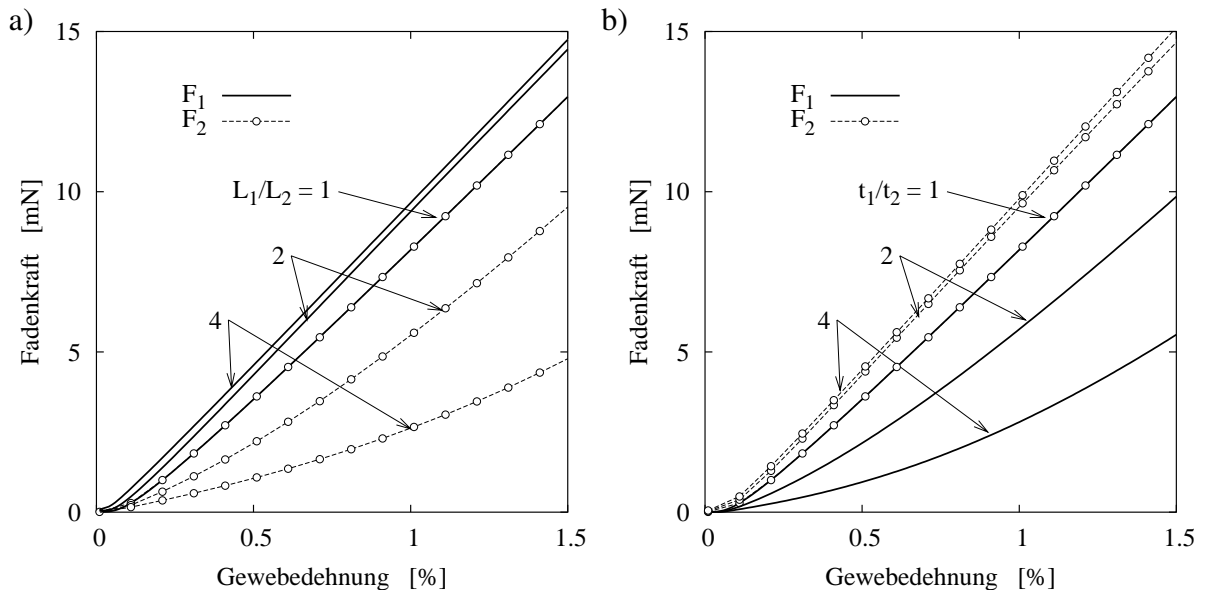 a)
15
10
5
0
Fadenkraft [mN]
F1
F2
L1/L2 = 1
2
4
0 0.5 1 1.5
Gewebedehnung [%]
b)
15
10
5
0
Fadenkraft [mN]
F1
F2
t1/t2 = 1
2
4
0 0.5 1 1.5
Gewebedehnung [%]